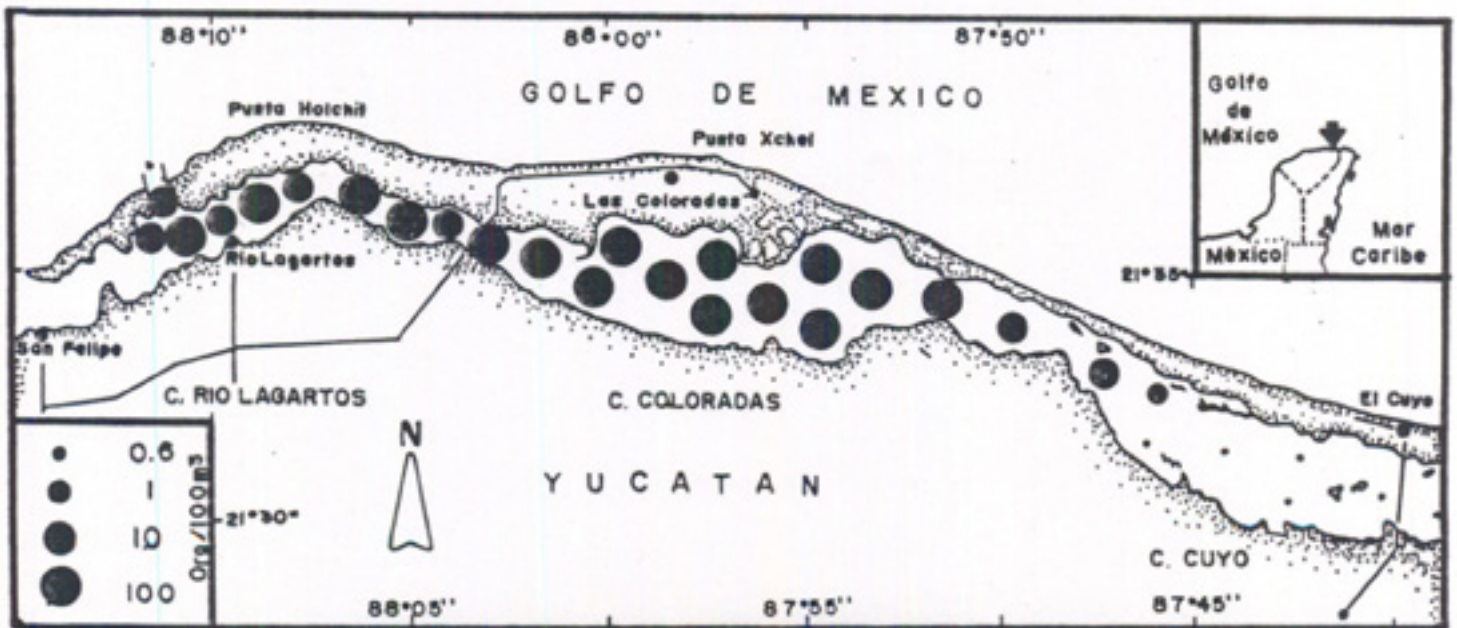 88°10''
88°00''
87°50''
GOLFO DE MEXICO
Punta Holchit
Punta Xchel
Las Coloradas
Rio Lagartos
San Felipe
C. RIO LAGARTOS
C. COLORADAS
El Cuyo
C. CUYO
YUCATAN
N
0.6
1
10
100
Org/100m³
21°30''
21°35''
88°05''
87°55''
87°45''
Golfo
de
México
México
Mar
Caribe